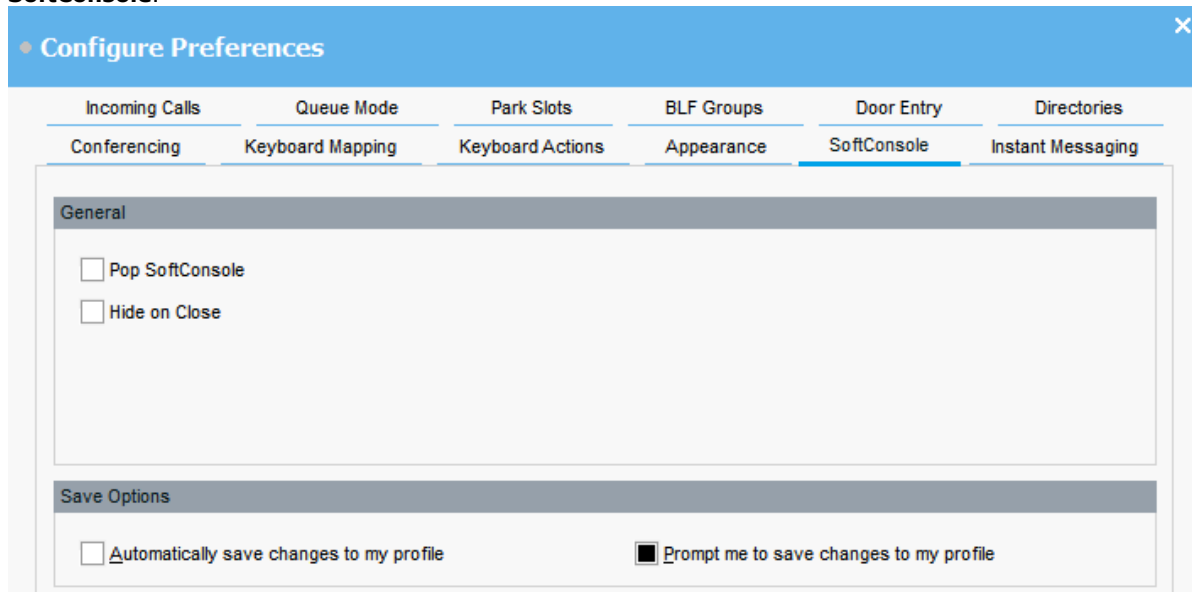 SoftConsole.
Configure Preferences
Incoming Calls Queue Mode Park Slots BLF Groups Door Entry Directories
Conferencing Keyboard Mapping Keyboard Actions Appearance SoftConsole Instant Messaging
General
Pop SoftConsole
Hide on Close
Save Options
Automatically save changes to my profile Prompt me to save changes to my profile